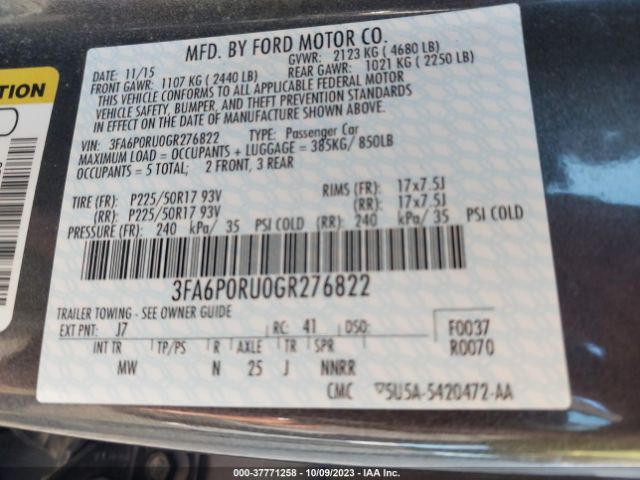 MFD. BY FORD MOTOR CO.
DATE: 11/15 GVWR: 2123 KG ( 4680 LB)
FRONT GAWR: 1107 KG ( 2440 LB) REAR GAWR: 1021 KG ( 2250 LB)
THIS VEHICLE CONFORMS TO ALL APPLICABLE FEDERAL MOTOR
VEHICLE SAFETY, BUMPER, AND THEFT PREVENTION STANDARDS
IN EFFECT ON THE DATE OF MANUFACTURE SHOWN ABOVE.
VIN: 3FA6P0RU0GR276822 TYPE: Passenger Car
MAXIMUM LOAD = OCCUPANTS + LUGGAGE = 385KG/ 850LB
OCCUPANTS = 5 TOTAL; 2 FRONT, 3 REAR
TIRE (FR): P225/50R17 93V RIMS (FR): 17x7.5J
(RR): P225/50R17 93V (RR): 17x7.5J
PRESSURE (FR): 240 kPa/ 35 PSI COLD (RR): 240 kPa/ 35 PSI COLD
3FA6P0RU0GR276822
TRAILER TOWING - SEE OWNER GUIDE
EXT PNT: J7 RC: 41 DSO: F0037
INT TR TP/PS R AXLE TR SPR R0070
MW N 25 J NNRR
CMC 5U5A-5420472-AA
000-37771258 | 10/09/2023 | IAA Inc.